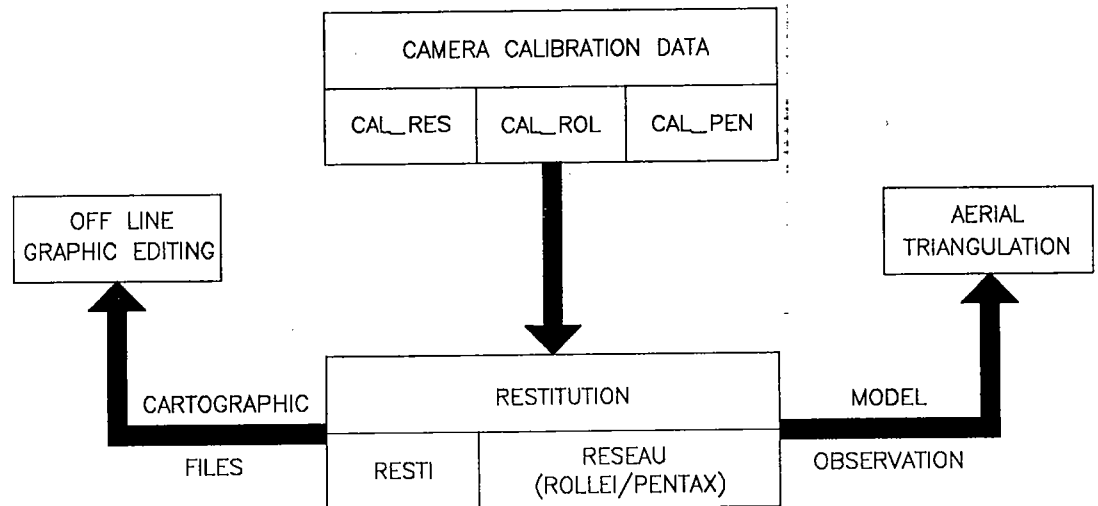 CAMERA CALIBRATION DATA
CAL_RES CAL_ROL CAL_PEN
OFF LINE
GRAPHIC EDITING
AERIAL
TRIANGULATION
RESTITUTION
CARTOGRAPHIC
FILES
MODEL
OBSERVATION
RESTI
RESEAU
(ROLLEI/PENTAX)